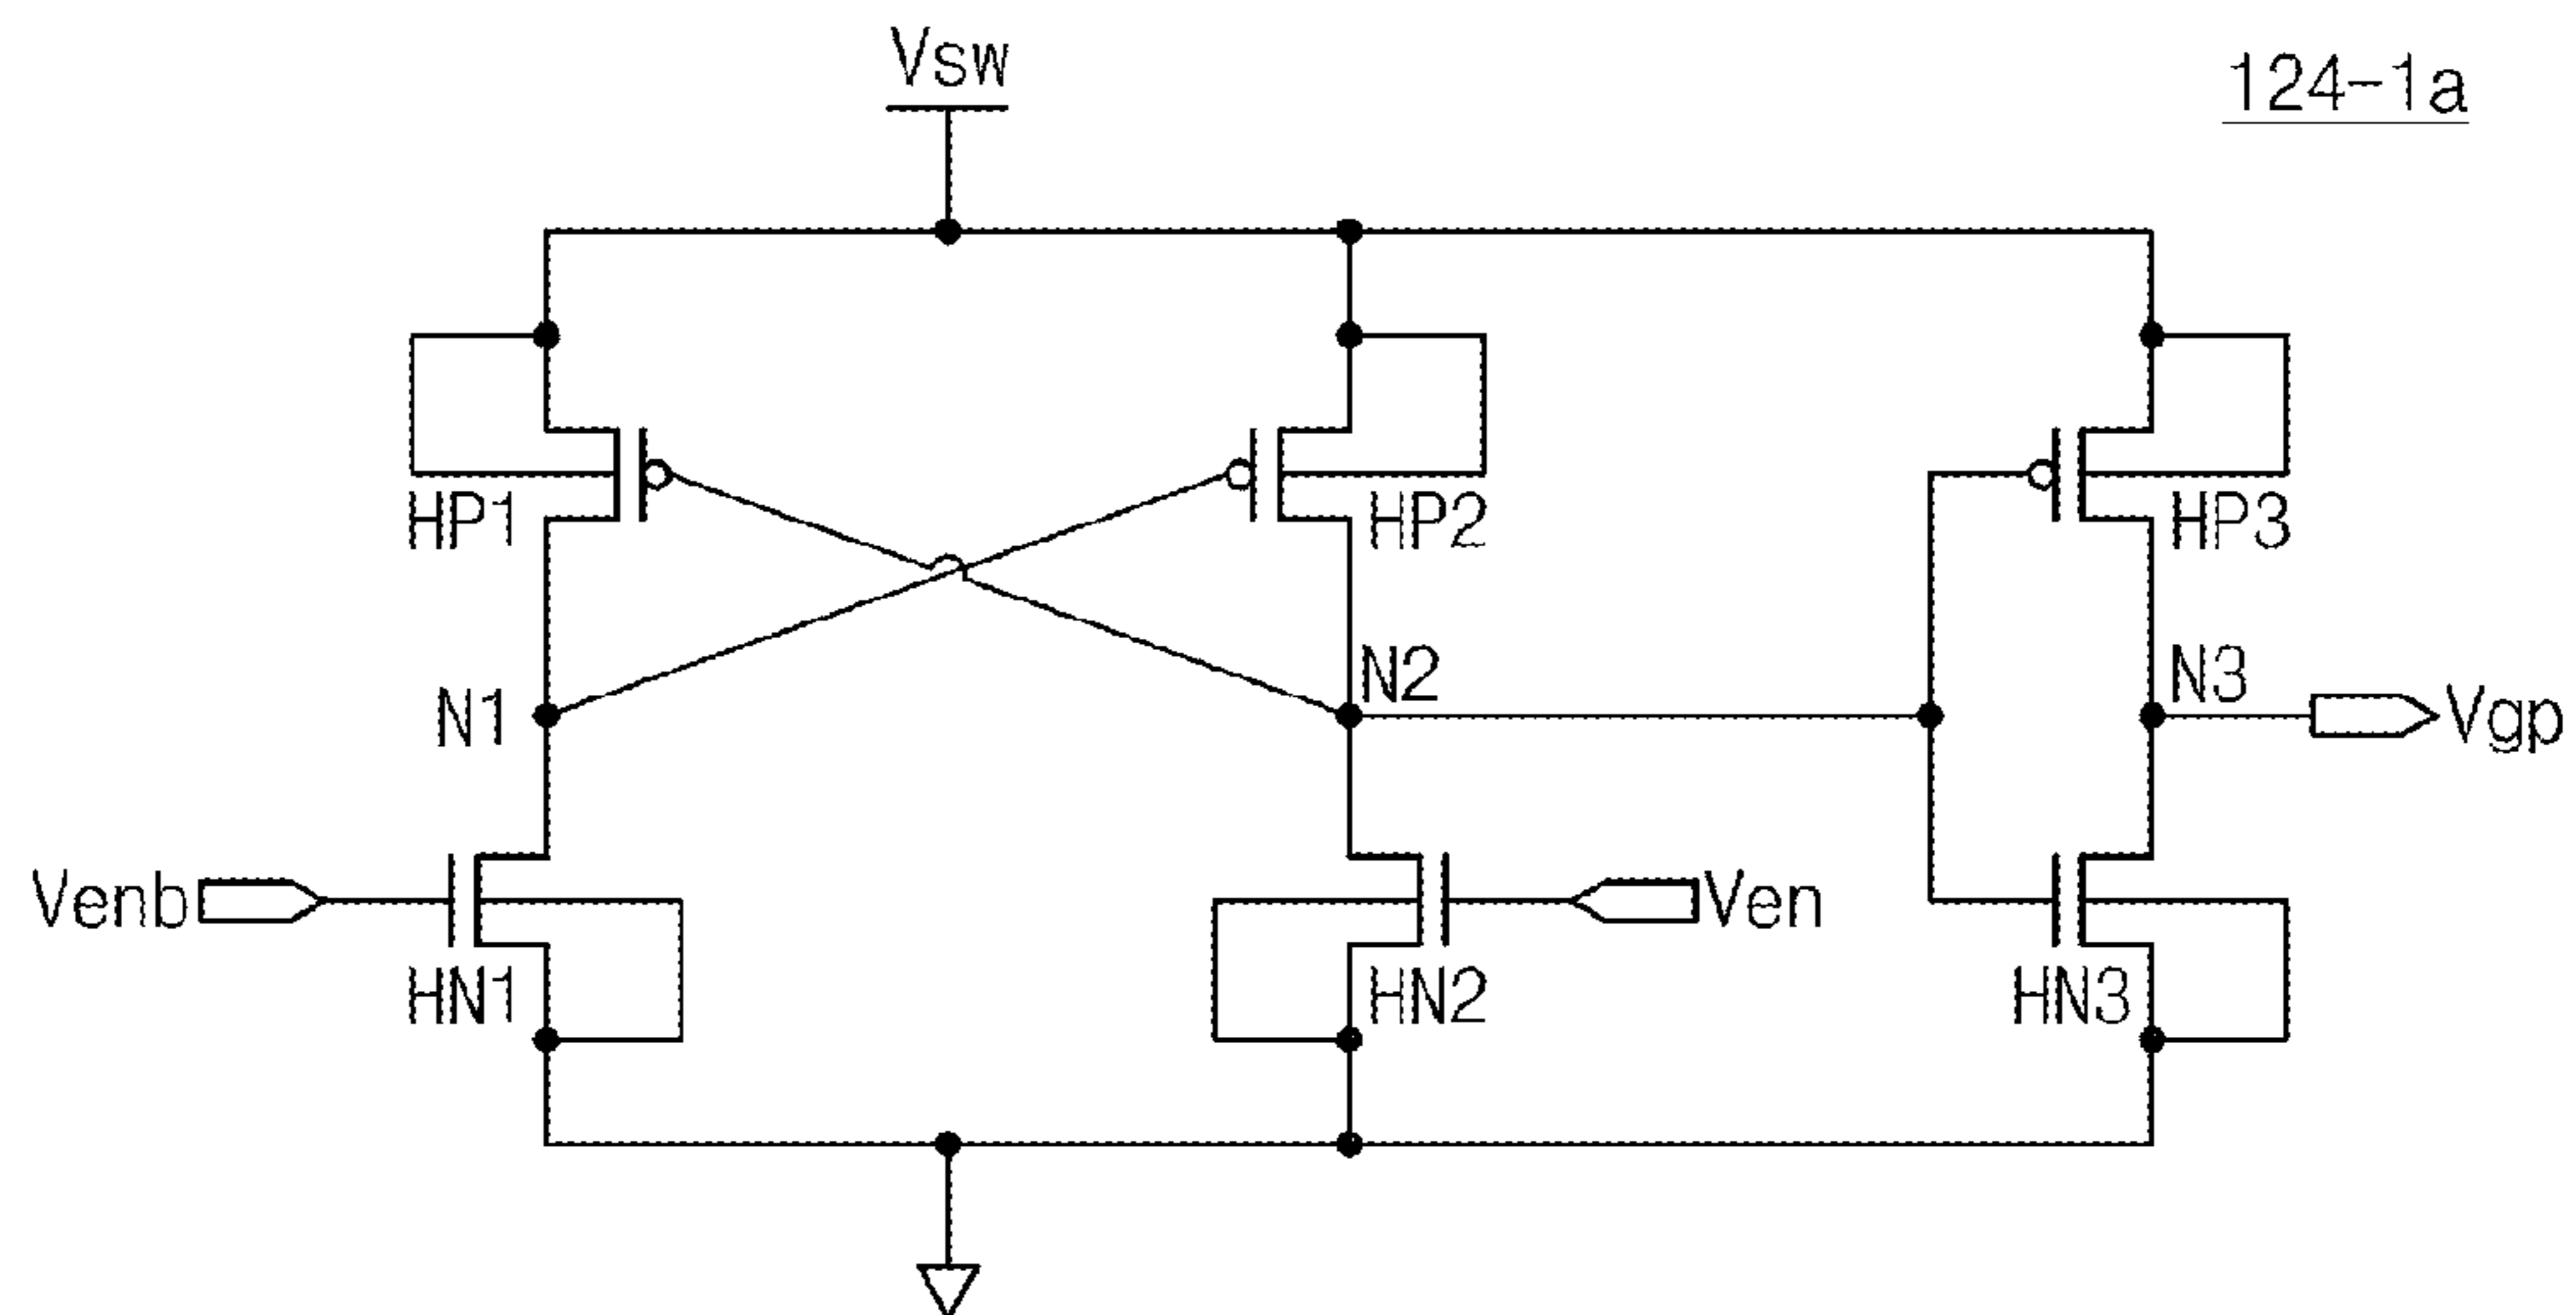 Vsw
124-1a
HP1
HP2
HP3
N1
N2
N3
Vgp
Venb
Ven
HN1
HN2
HN3